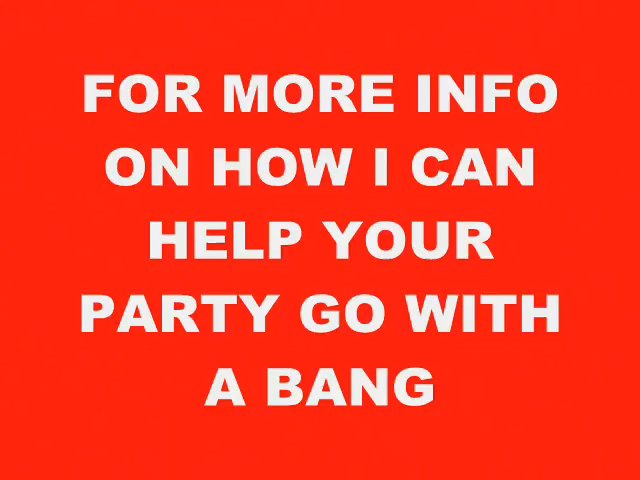 FOR MORE INFO
ON HOW I CAN
HELP YOUR
PARTY GO WITH
A BANG